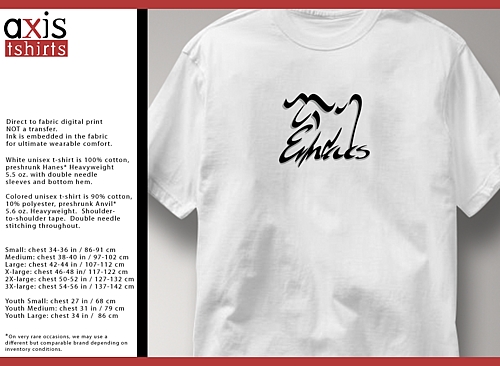 axis
tshirts
Direct to fabric digital print
NOT a transfer.
Ink is embedded in the fabric
for ultimate wearable comfort.
White unisex t-shirt is 100% cotton,
preshrunk Hanes* Heavyweight
5.5 oz. with double needle
sleeves and bottom hem.
Colored unisex t-shirt is 90% cotton,
10% polyester, preshrunk Anvil*
5.6 oz. Heavyweight. Shoulder-
to-shoulder tape. Double needle
stitching throughout.
Small: chest 34-36 in / 86-91 cm
Medium: chest 38-40 in / 97-102 cm
Large: chest 42-44 in / 107-112 cm
X-large: chest 46-48 in/ 117-122 cm
2X-large: chest 50-52 in / 127-132 cm
3X-large: chest 54-56 in / 137-142 cm
Youth Small: chest 27 in / 68 cm
Youth Medium: chest 31 in / 79 cm
Youth Large: chest 34 in / 86 cm
*On very rare occasions, we may use a
different but comparable brand depending on
inventory conditions.
Emacs